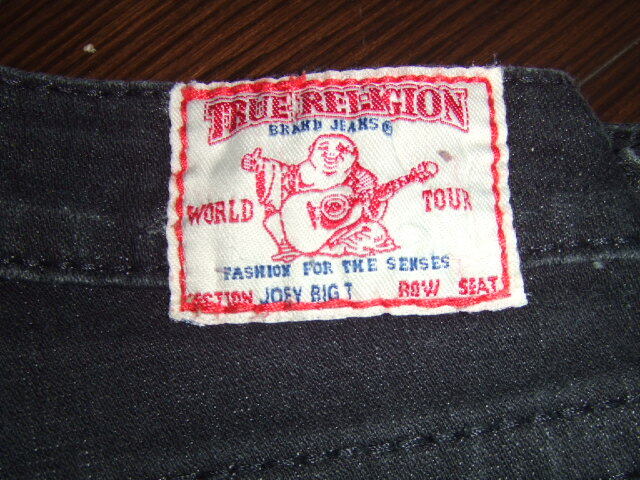 TRUE RELIGION
BRAND JEANS®
WORLD TOUR
FASHION FOR THE SENSES
SECTION JOEY BIG T ROW SEAT